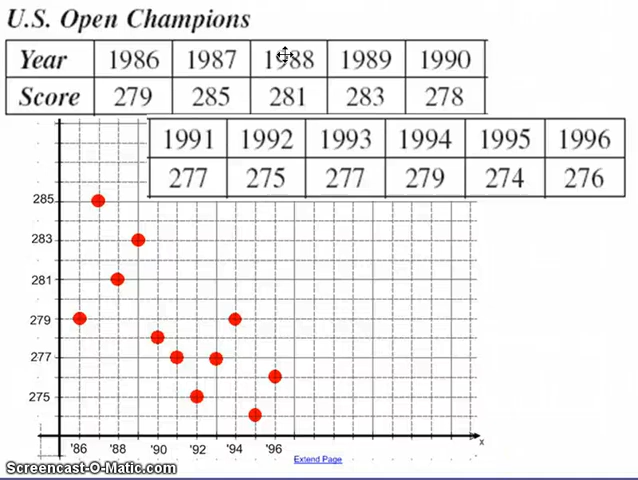 U.S. Open Champions
Year 1986 1987 1988 1989 1990
Score 279 285 281 283 278
1991 1992 1993 1994 1995 1996
277 275 277 279 274 276
285
283
281
279
277
275
'86 '88 '90 '92 '94 '96 x
Extend Page
Screencast-O-Matic.com